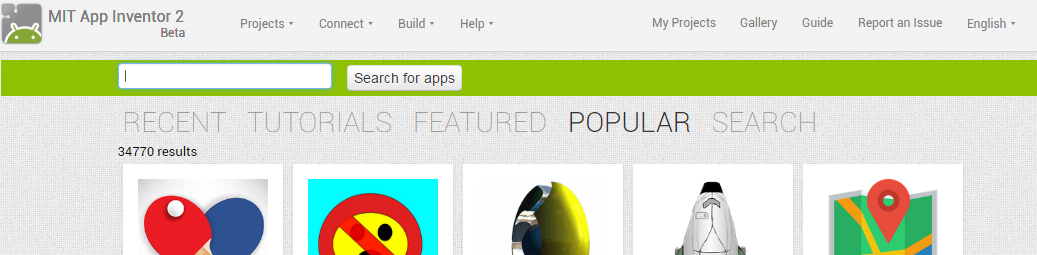 MIT App Inventor 2
Beta
Projects Connect Build Help My Projects Gallery Guide Report an Issue English
Search for apps
RECENT TUTORIALS FEATURED POPULAR SEARCH
34770 results